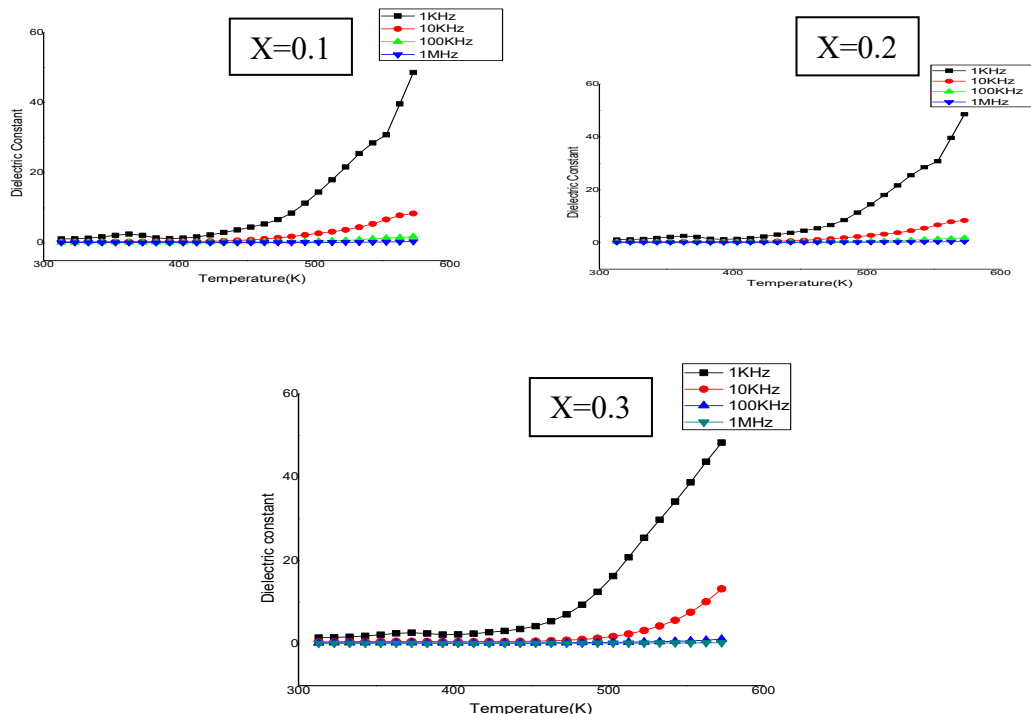 X=0.1
1KHz
10KHz
100KHz
1MHz
60
40
20
0
Dielectric Constant
300
400
500
600
Temperature(K)
X=0.2
1KHz
10KHz
100KHz
1MHz
60
40
20
0
Dielectric Constant
300
400
500
600
Temperature(K)
X=0.3
1KHz
10KHz
100KHz
1MHz
60
40
20
0
Dielectric constant
300
400
500
600
Temperature(K)